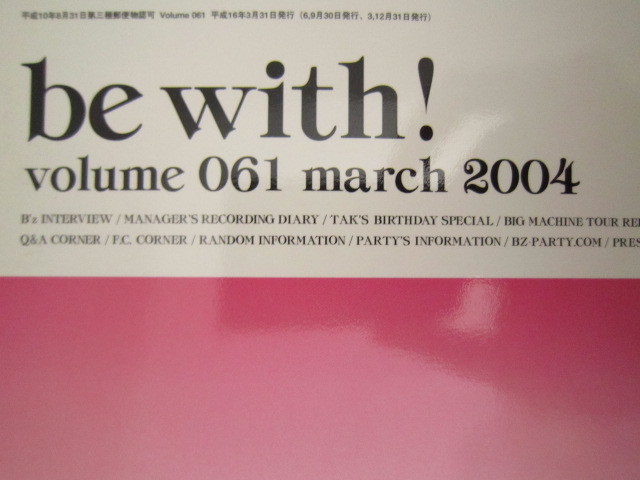 平成10年8月31日第三種郵便物認可 Volume 061 平成16年3月31日発行（6,9月30日発行、3,12月31日発行）
be with!
volume 061 march 2004
B'z INTERVIEW / MANAGER'S RECORDING DIARY / TAK'S BIRTHDAY SPECIAL / BIG MACHINE TOUR RE
Q&A CORNER / F.C. CORNER / RANDOM INFORMATION / PARTY'S INFORMATION / BZ-PARTY.COM / PRES